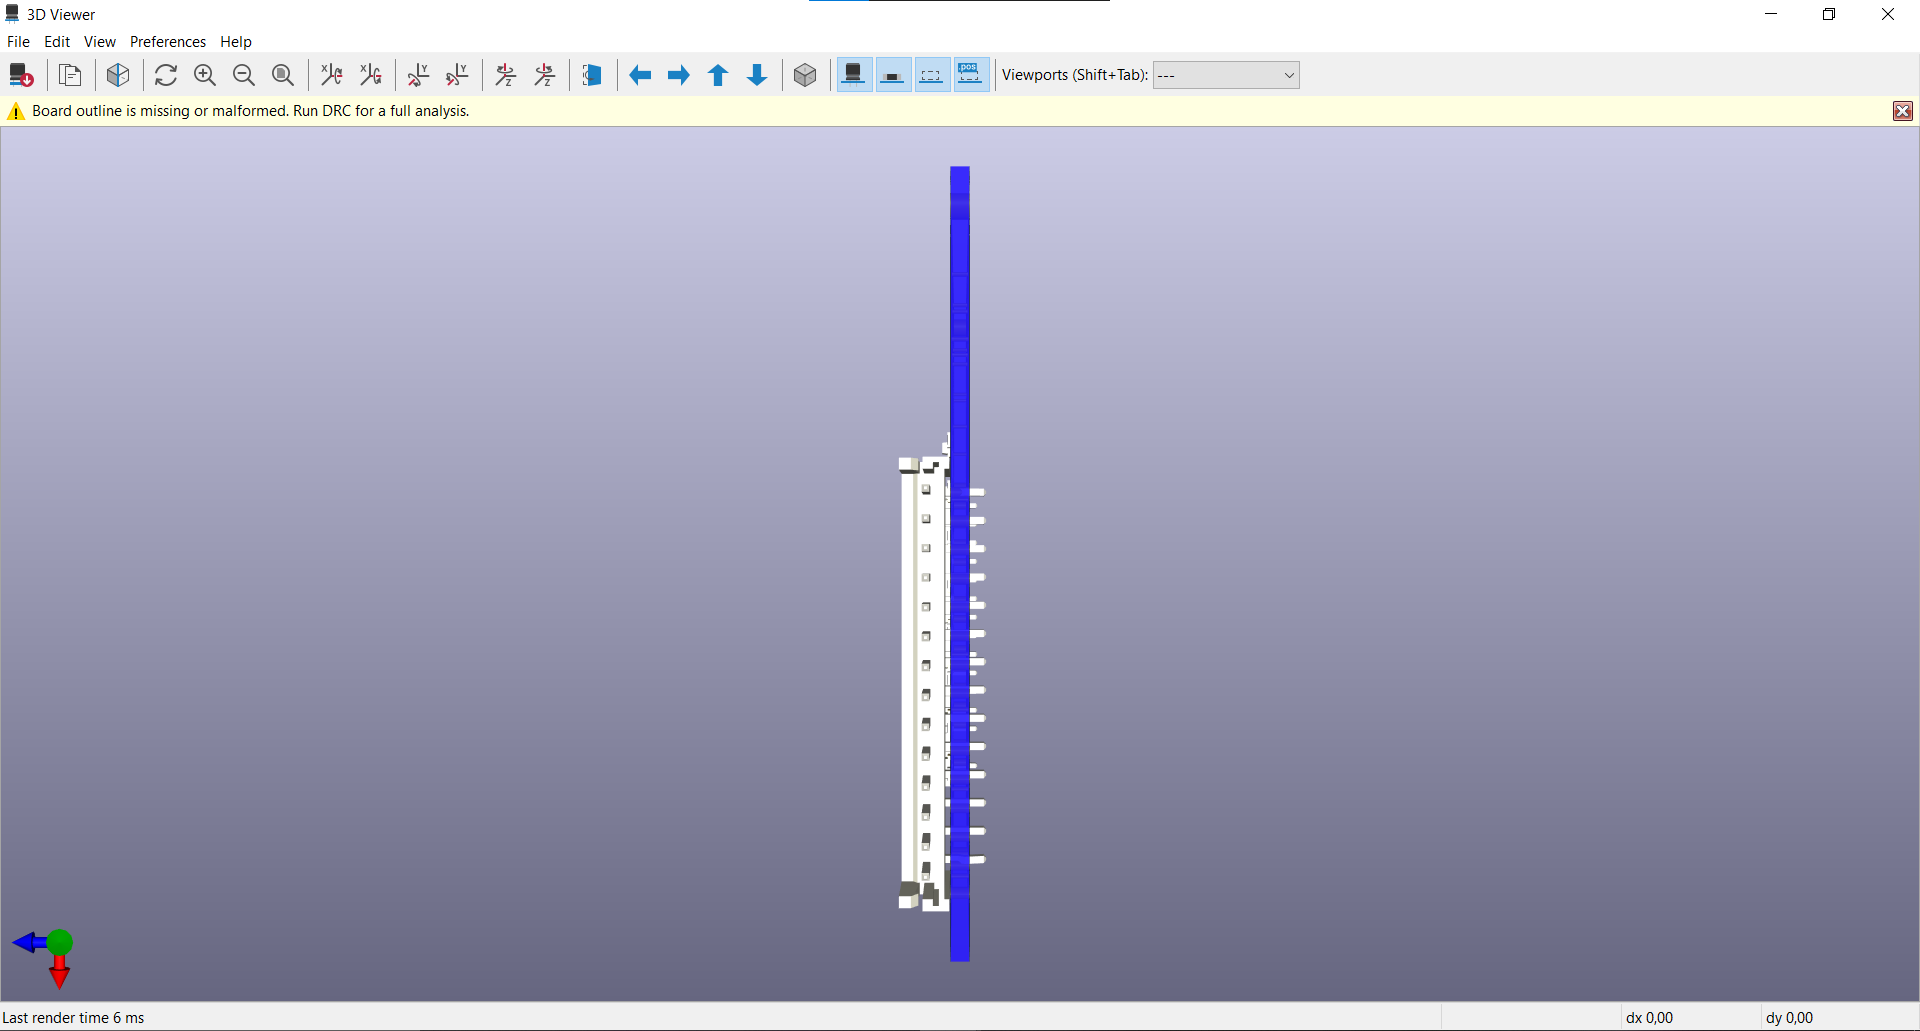 3D Viewer
File Edit View Preferences Help
X X Y Y Z Z .pos Viewports (Shift+Tab): ---
Board outline is missing or malformed. Run DRC for a full analysis.
Last render time 6 ms dx 0,00 dy 0,00